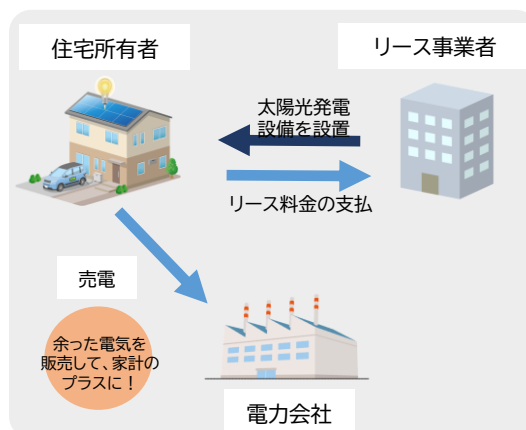 住宅所有者
リース事業者
太陽光発電
設備を設置
リース料金の支払
売電
余った電気を
販売して、家計の
プラスに！
電力会社